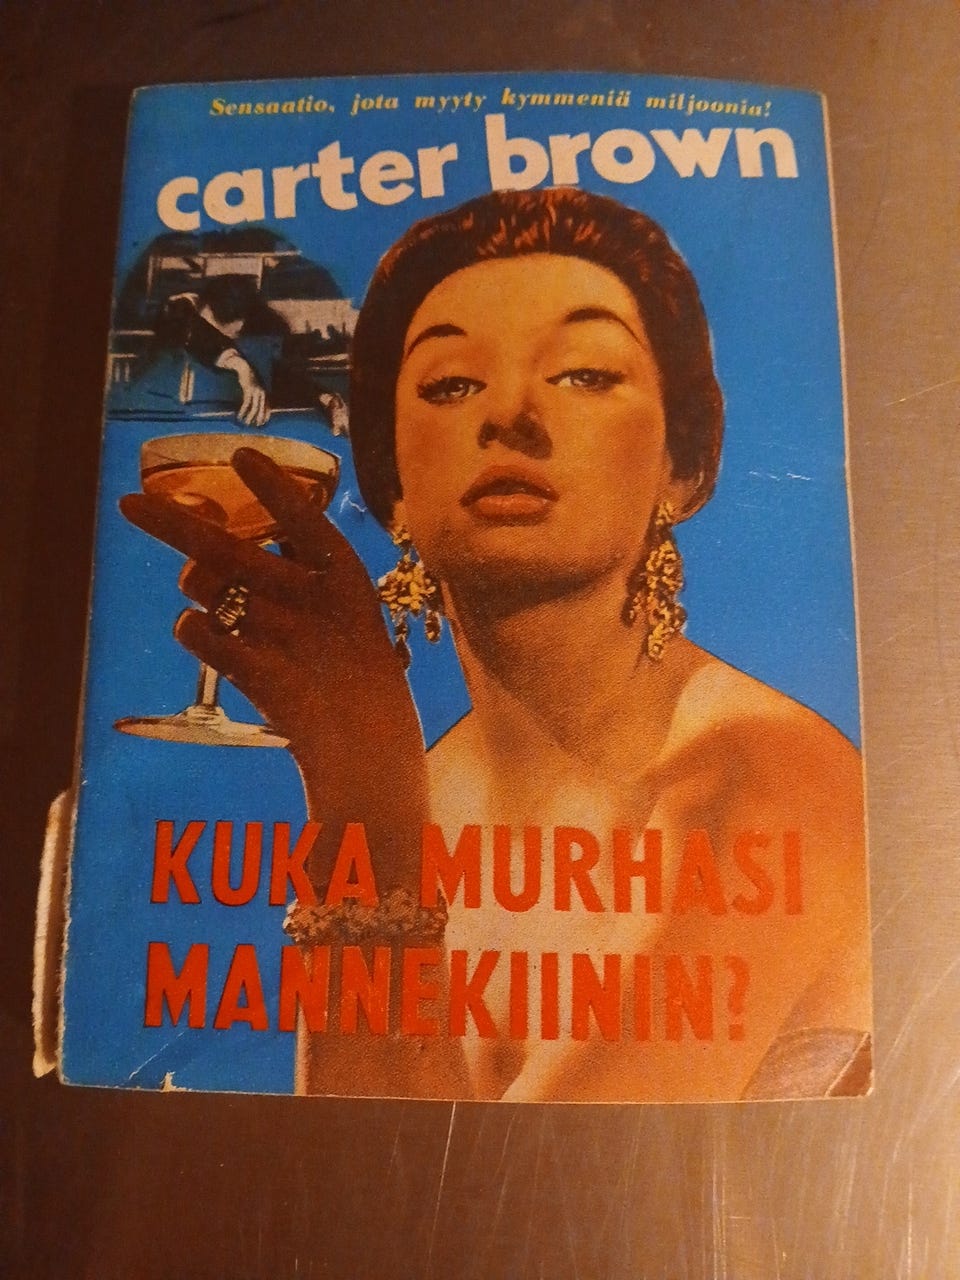 Sensaatio, jota myyty kymmeniä miljoonia!
carter brown
KUKA MURHASI
MANNEKIININ?